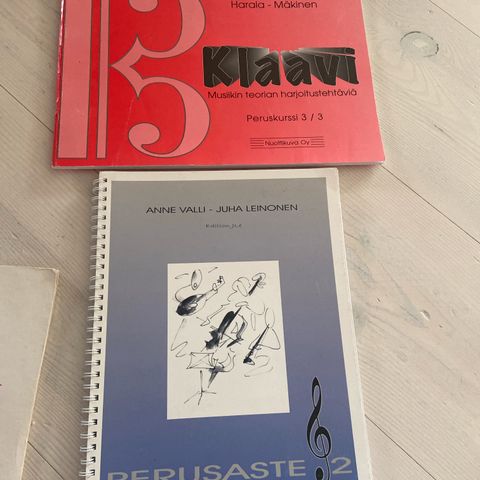 Harala - Mäkinen
Klaavi
Musiikin teorian harjoitustehtäviä
Peruskurssi 3 / 3
Nuottikuva Oy
ANNE VALLI - JUHA LEINONEN
PERUSASTE 2